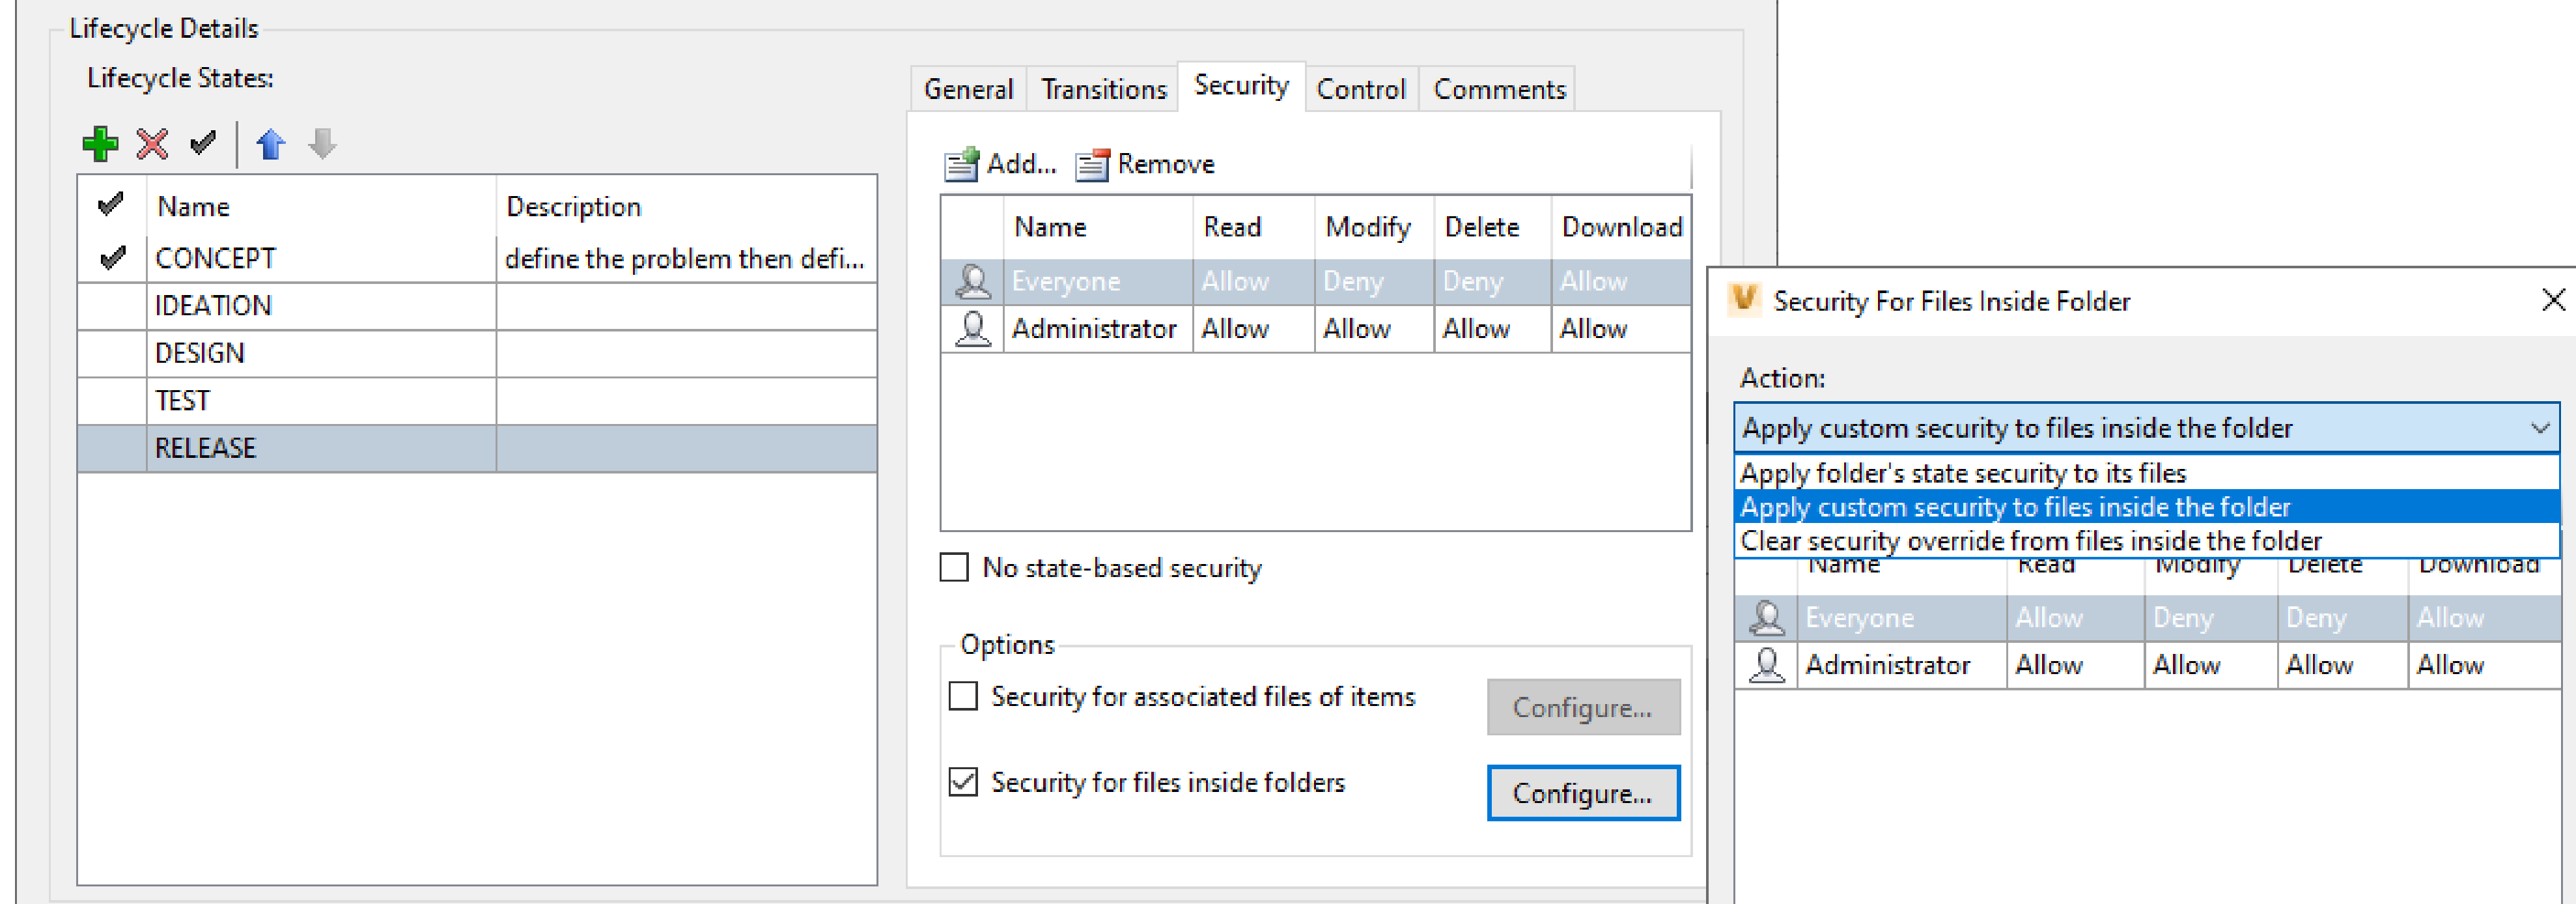 Lifecycle Details
Lifecycle States:
Name Description
CONCEPT define the problem then defi...
IDEATION
DESIGN
TEST
RELEASE
General Transitions Security Control Comments
Add... Remove
Name Read Modify Delete Download
Everyone Allow Deny Deny Allow
Administrator Allow Allow Allow Allow
No state-based security
Options
Security for associated files of items Configure...
Security for files inside folders Configure...
Security For Files Inside Folder
Action:
Apply custom security to files inside the folder
Apply folder's state security to its files
Apply custom security to files inside the folder
Clear security override from files inside the folder
Name Read Modify Delete Download
Everyone Allow Deny Deny Allow
Administrator Allow Allow Allow Allow